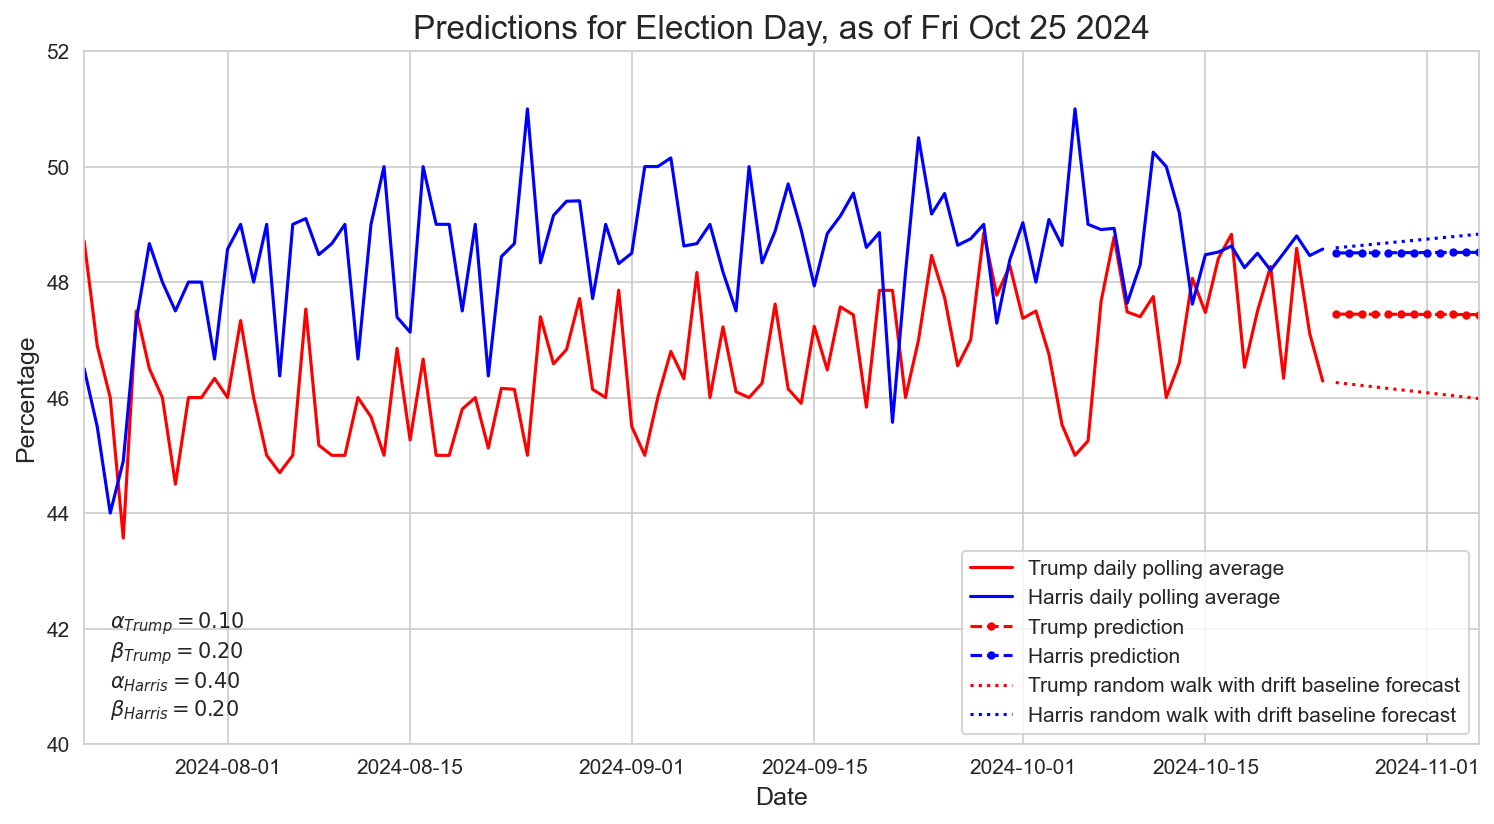 Predictions for Election Day, as of Fri Oct 25 2024
Percentage
52
50
48
46
44
42
40
α_Trump = 0.10
β_Trump = 0.20
α_Harris = 0.40
β_Harris = 0.20
Trump daily polling average
Harris daily polling average
Trump prediction
Harris prediction
Trump random walk with drift baseline forecast
Harris random walk with drift baseline forecast
2024-08-01 2024-08-15 2024-09-01 2024-09-15 2024-10-01 2024-10-15 2024-11-01
Date